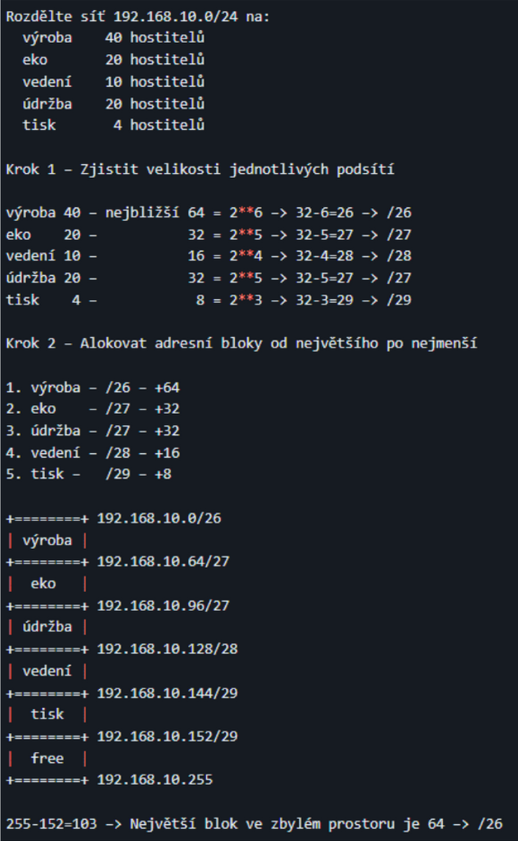 Rozdělte síť 192.168.10.0/24 na:
  výroba    40 hostitelů
  eko       20 hostitelů
  vedení    10 hostitelů
  údržba    20 hostitelů
  tisk       4 hostitelů

Krok 1 – Zjistit velikosti jednotlivých podsítí

výroba 40 – nejbližší 64 = 2**6 –> 32-6=26 –> /26
eko    20 –           32 = 2**5 –> 32-5=27 –> /27
vedení 10 –           16 = 2**4 –> 32-4=28 –> /28
údržba 20 –           32 = 2**5 –> 32-5=27 –> /27
tisk    4 –            8 = 2**3 –> 32-3=29 –> /29

Krok 2 – Alokovat adresní bloky od největšího po nejmenší

1. výroba – /26 – +64
2. eko    – /27 – +32
3. údržba – /27 – +32
4. vedení – /28 – +16
5. tisk –   /29 – +8

+========+ 192.168.10.0/26
| výroba |
+========+ 192.168.10.64/27
|  eko   |
+========+ 192.168.10.96/27
| údržba |
+========+ 192.168.10.128/28
| vedení |
+========+ 192.168.10.144/29
|  tisk  |
+========+ 192.168.10.152/29
|  free  |
+========+ 192.168.10.255

255-152=103 –> Největší blok ve zbylém prostoru je 64 –> /26